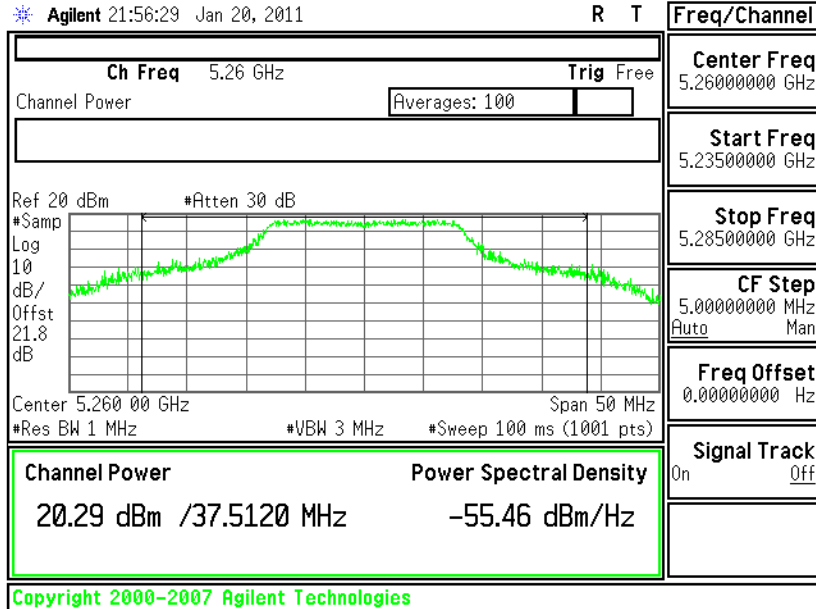 Agilent 21:56:29 Jan 20, 2011 R T
Ch Freq 5.26 GHz Trig Free
Channel Power Averages: 100
Ref 20 dBm #Atten 30 dB
#Samp
Log
10
dB/
Offst
21.8
dB
Center 5.260 00 GHz Span 50 MHz
#Res BW 1 MHz #VBW 3 MHz #Sweep 100 ms (1001 pts)
Channel Power Power Spectral Density
20.29 dBm /37.5120 MHz -55.46 dBm/Hz
Copyright 2000-2007 Agilent Technologies
Freq/Channel
Center Freq
5.26000000 GHz
Start Freq
5.23500000 GHz
Stop Freq
5.28500000 GHz
CF Step
5.00000000 MHz
Auto Man
Freq Offset
0.00000000 Hz
Signal Track
On Off